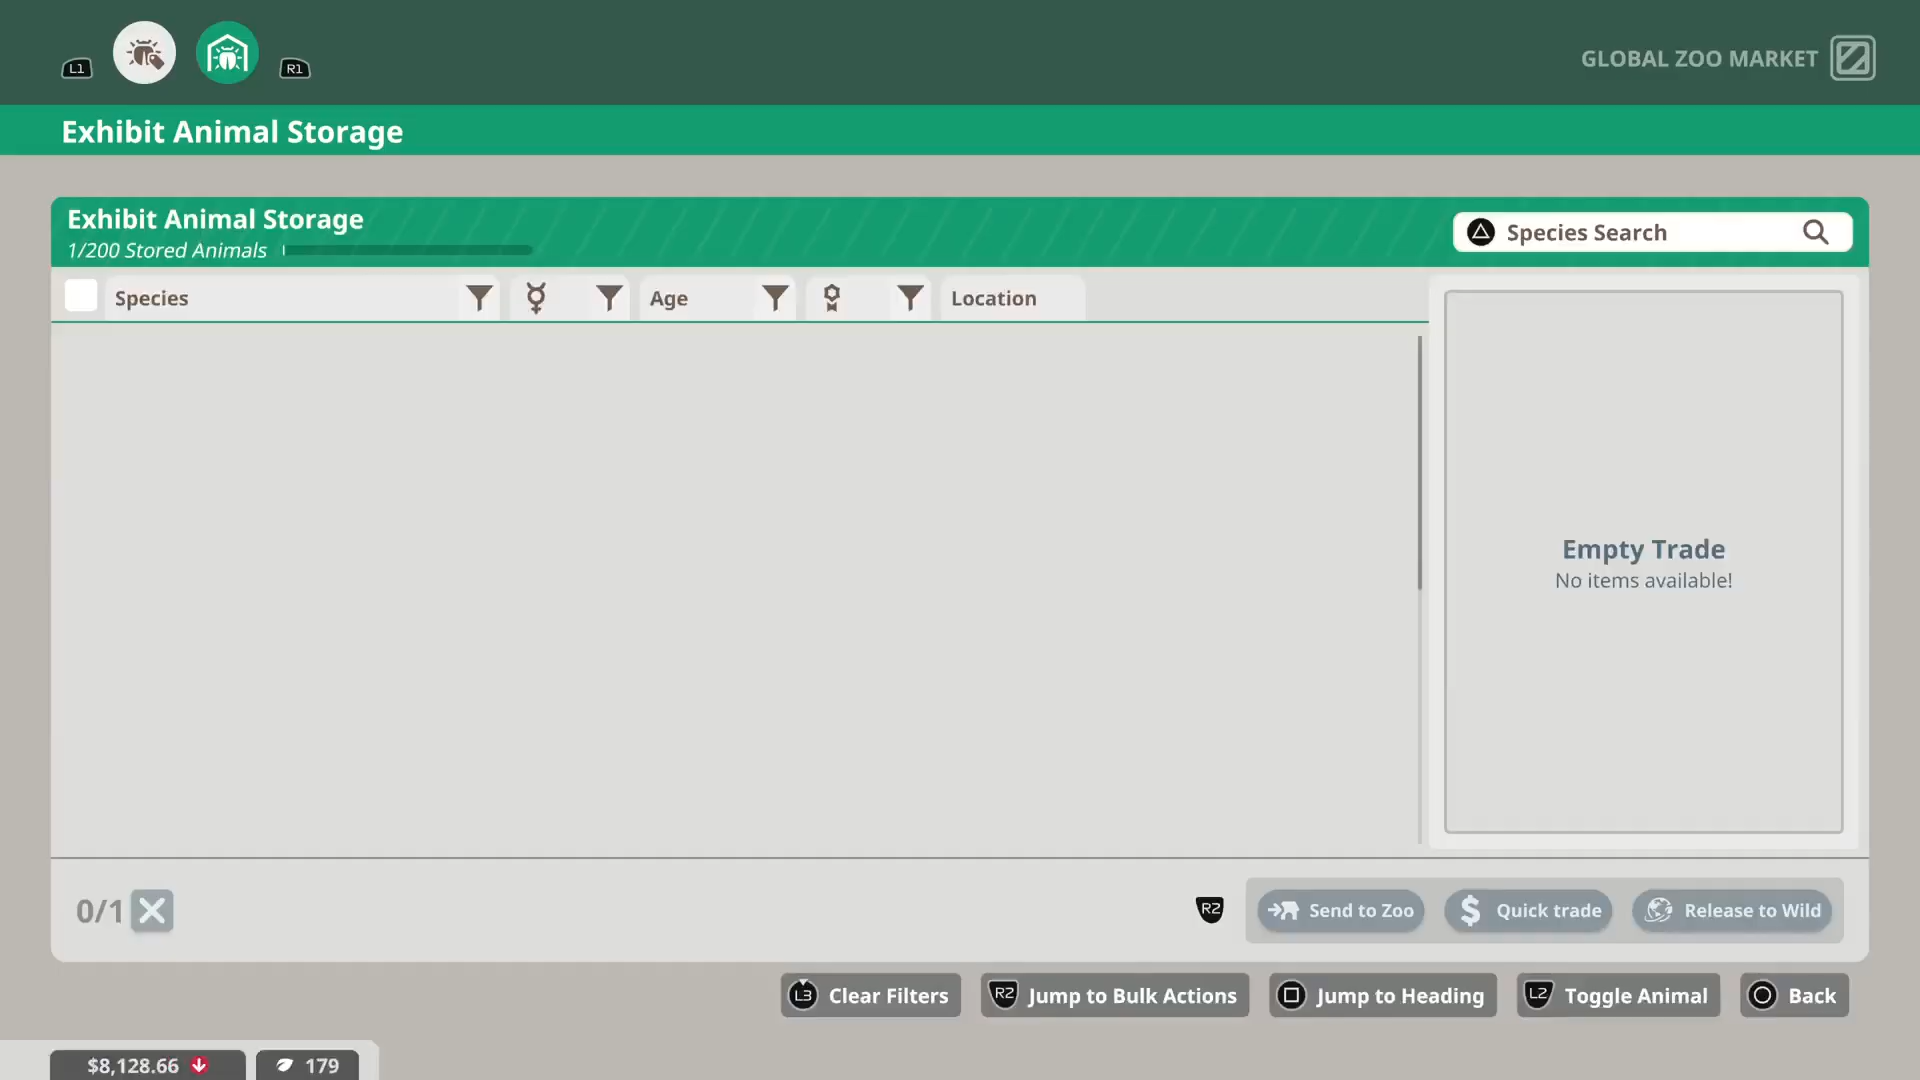 L1
R1
GLOBAL ZOO MARKET
Exhibit Animal Storage
Exhibit Animal Storage
1/200 Stored Animals
Species Search
Species
Age
Location
Empty Trade
No items available!
0/1
R2
Send to Zoo
$ Quick trade
Release to Wild
L3 Clear Filters
R2 Jump to Bulk Actions
Jump to Heading
L2 Toggle Animal
Back
$8,128.66
179